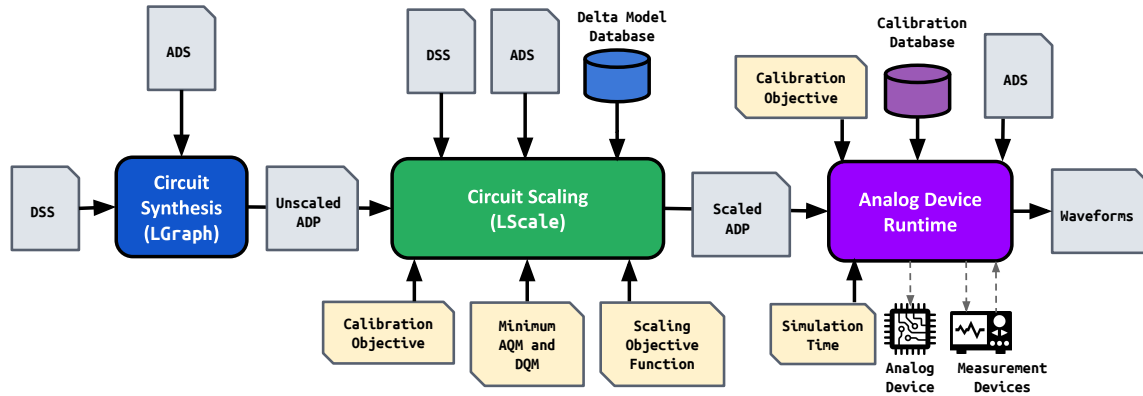 ADS
DSS
ADS
Delta Model
Database
Calibration
Database
ADS
Calibration
Objective
DSS
Circuit
Synthesis
(LGraph)
Unscaled
ADP
Circuit Scaling
(LScale)
Scaled
ADP
Analog Device
Runtime
Waveforms
Calibration
Objective
Minimum
AQM and
DQM
Scaling
Objective
Function
Simulation
Time
Analog
Device
Measurement
Devices